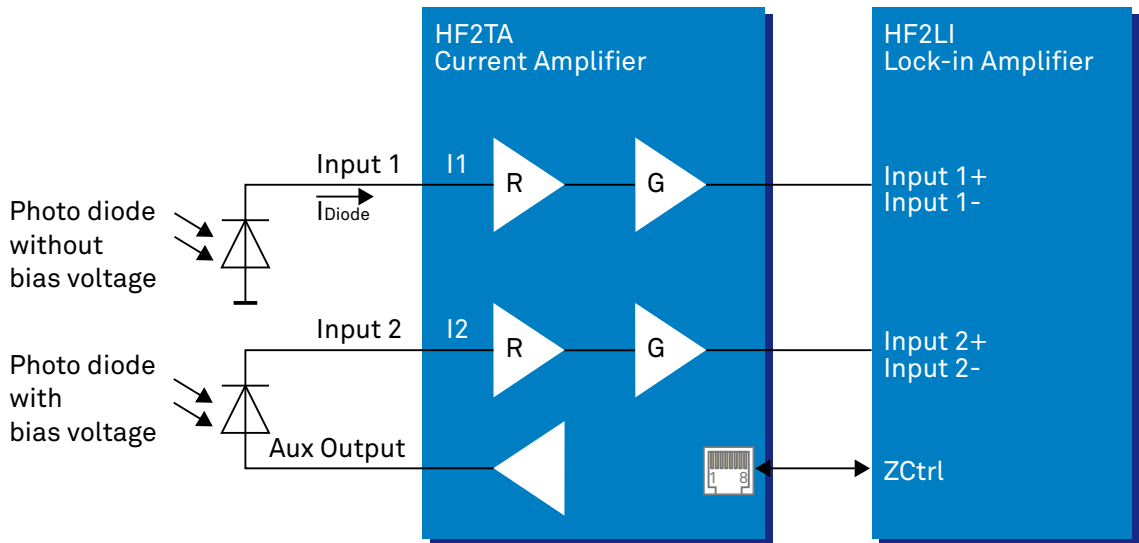 HF2TA
Current Amplifier
HF2LI
Lock-in Amplifier
Input 1
I1
R
G
Input 1+
Input 1-
IDiode
Photo diode
without
bias voltage
Input 2
I2
R
G
Input 2+
Input 2-
Photo diode
with
bias voltage
Aux Output
1 8
ZCtrl